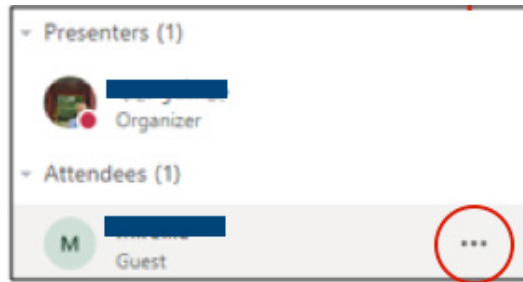 Presenters (1)
Organizer
Attendees (1)
M
Guest
...